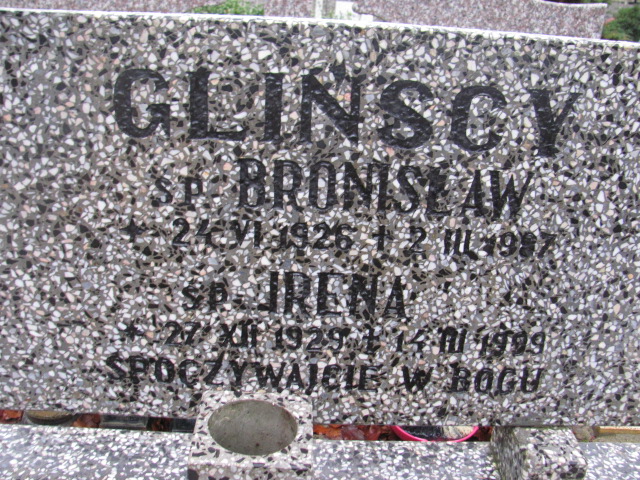 GLINSCY
ŚP. BRONISŁAW
* 24 VI 1926 + 2 III 1987
ŚP. IRENA
* 27 XII 1929 + 14 III 1999
SPOCZYWAJCIE W BOGU